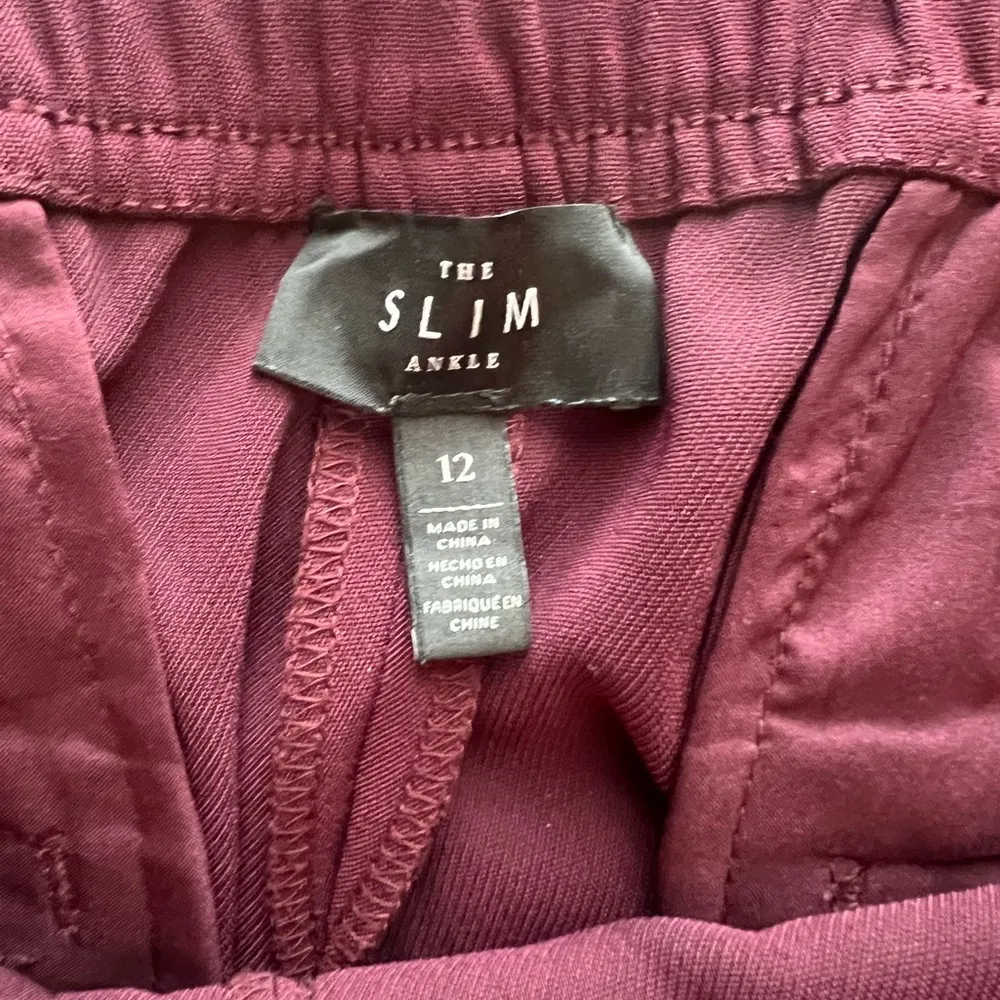 THE
SLIM
ANKLE
12
MADE IN
CHINA
HECHO EN
CHINA
FABRIQUÉ EN
CHINE